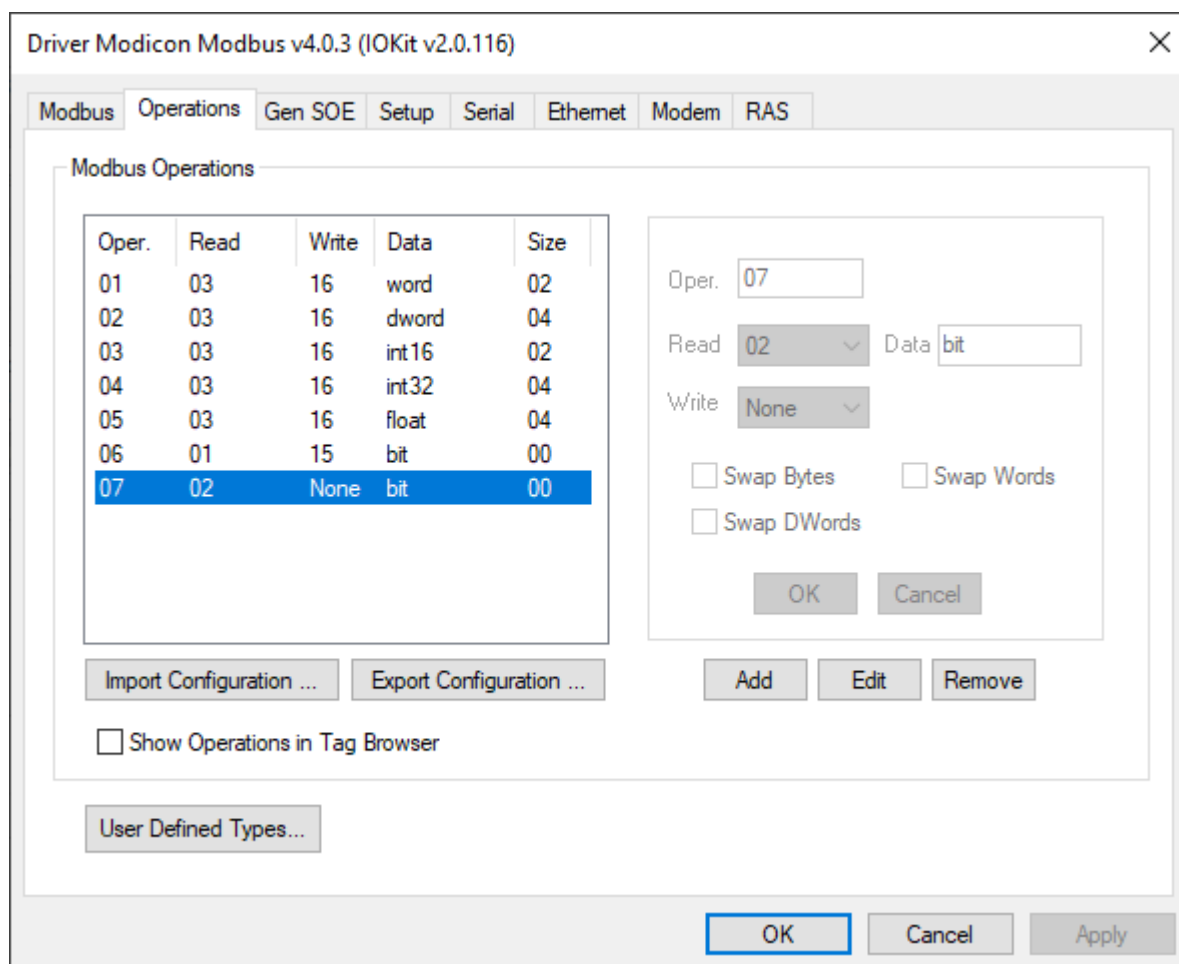 Driver Modicon Modbus v4.0.3 (IOKit v2.0.116)
Modbus Operations Gen SOE Setup Serial Ethernet Modem RAS
Modbus Operations
Oper. Read Write Data Size
01 03 16 word 02
02 03 16 dword 04
03 03 16 int16 02
04 03 16 int32 04
05 03 16 float 04
06 01 15 bit 00
07 02 None bit 00
Oper. 07
Read 02 Data bit
Write None
Swap Bytes Swap Words
Swap DWords
OK Cancel
Import Configuration ... Export Configuration ... Add Edit Remove
Show Operations in Tag Browser
User Defined Types...
OK Cancel Apply